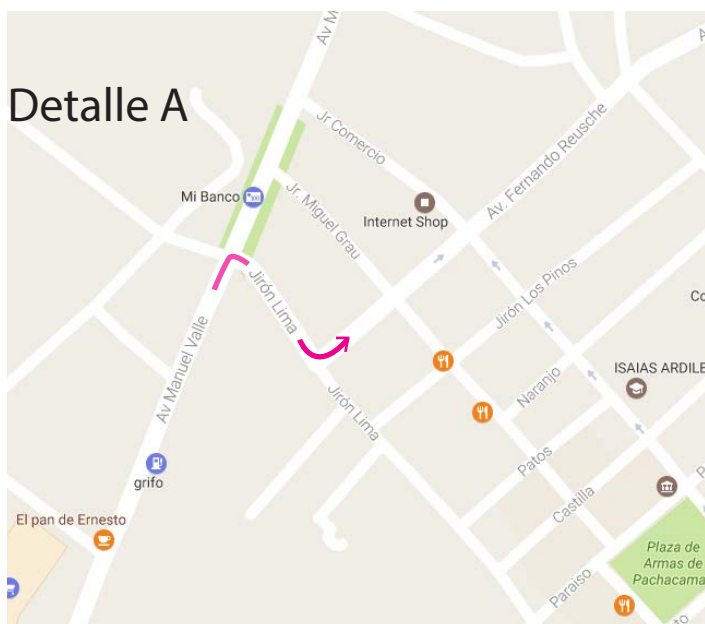 Av M
Detalle A
Jr Comercio
Av. Fernando Reusche
Mi Banco
Jr. Miguel Grau
Internet Shop
Jirón Lima
Jirón Los Pinos
Co
Av Manuel Valle
ISAIAS ARDILE
Naranjo
Jirón Lima
grifo
Patos
Castilla
El pan de Ernesto
Plaza de
Armas de
Pachacama
Paraiso